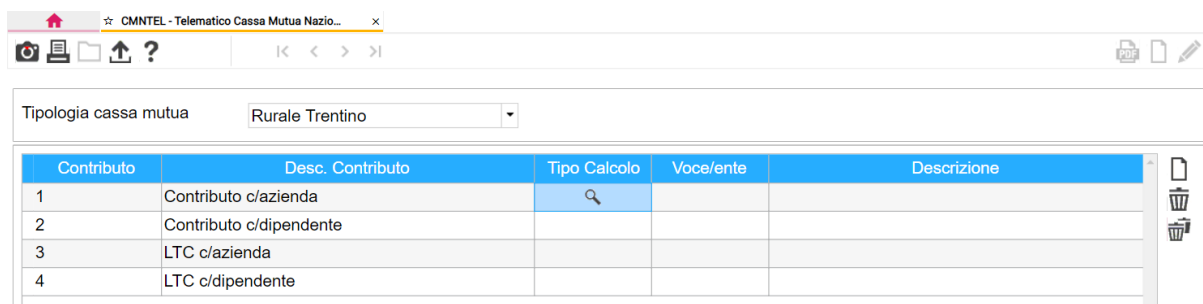 ☆ CMNTEL - Telematico Cassa Mutua Nazio... ×
?
PDF
Tipologia cassa mutua Rurale Trentino
Contributo Desc. Contributo Tipo Calcolo Voce/ente Descrizione
1 Contributo c/azienda
2 Contributo c/dipendente
3 LTC c/azienda
4 LTC c/dipendente